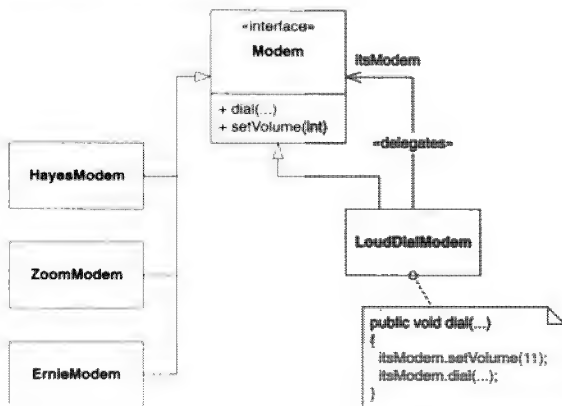 «interface»
Modem
itsModem
+ dial(...)
+ setVolume(int)
«delegates»
HayesModem
LoudDialModem
ZoomModem
public void dial(...)
{
itsModem.setVolume(11);
itsModem.dial(...);
}
ErnieModem